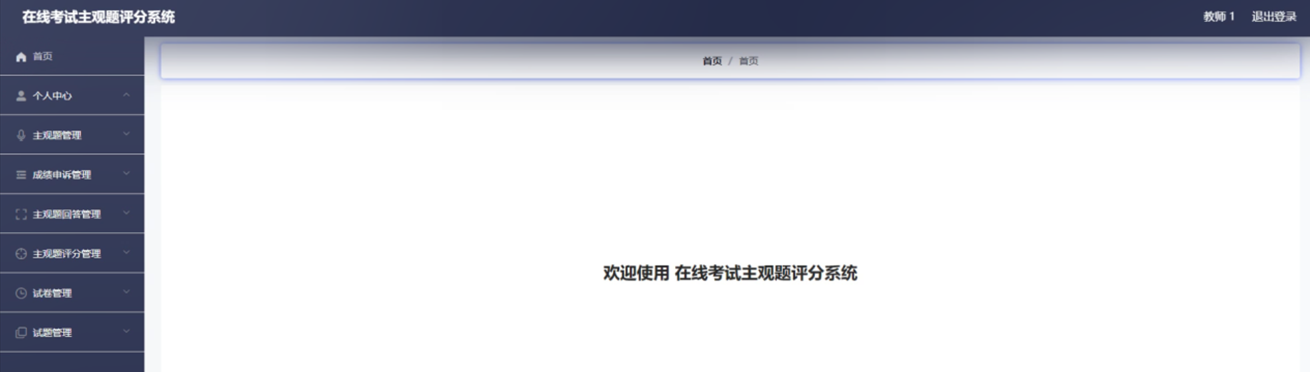 在线考试主观题评分系统
教师 1 退出登录
首页
首页 / 首页
个人中心
主观题管理
成绩申诉管理
主观题回答管理
主观题评分管理
试卷管理
试题管理
欢迎使用 在线考试主观题评分系统